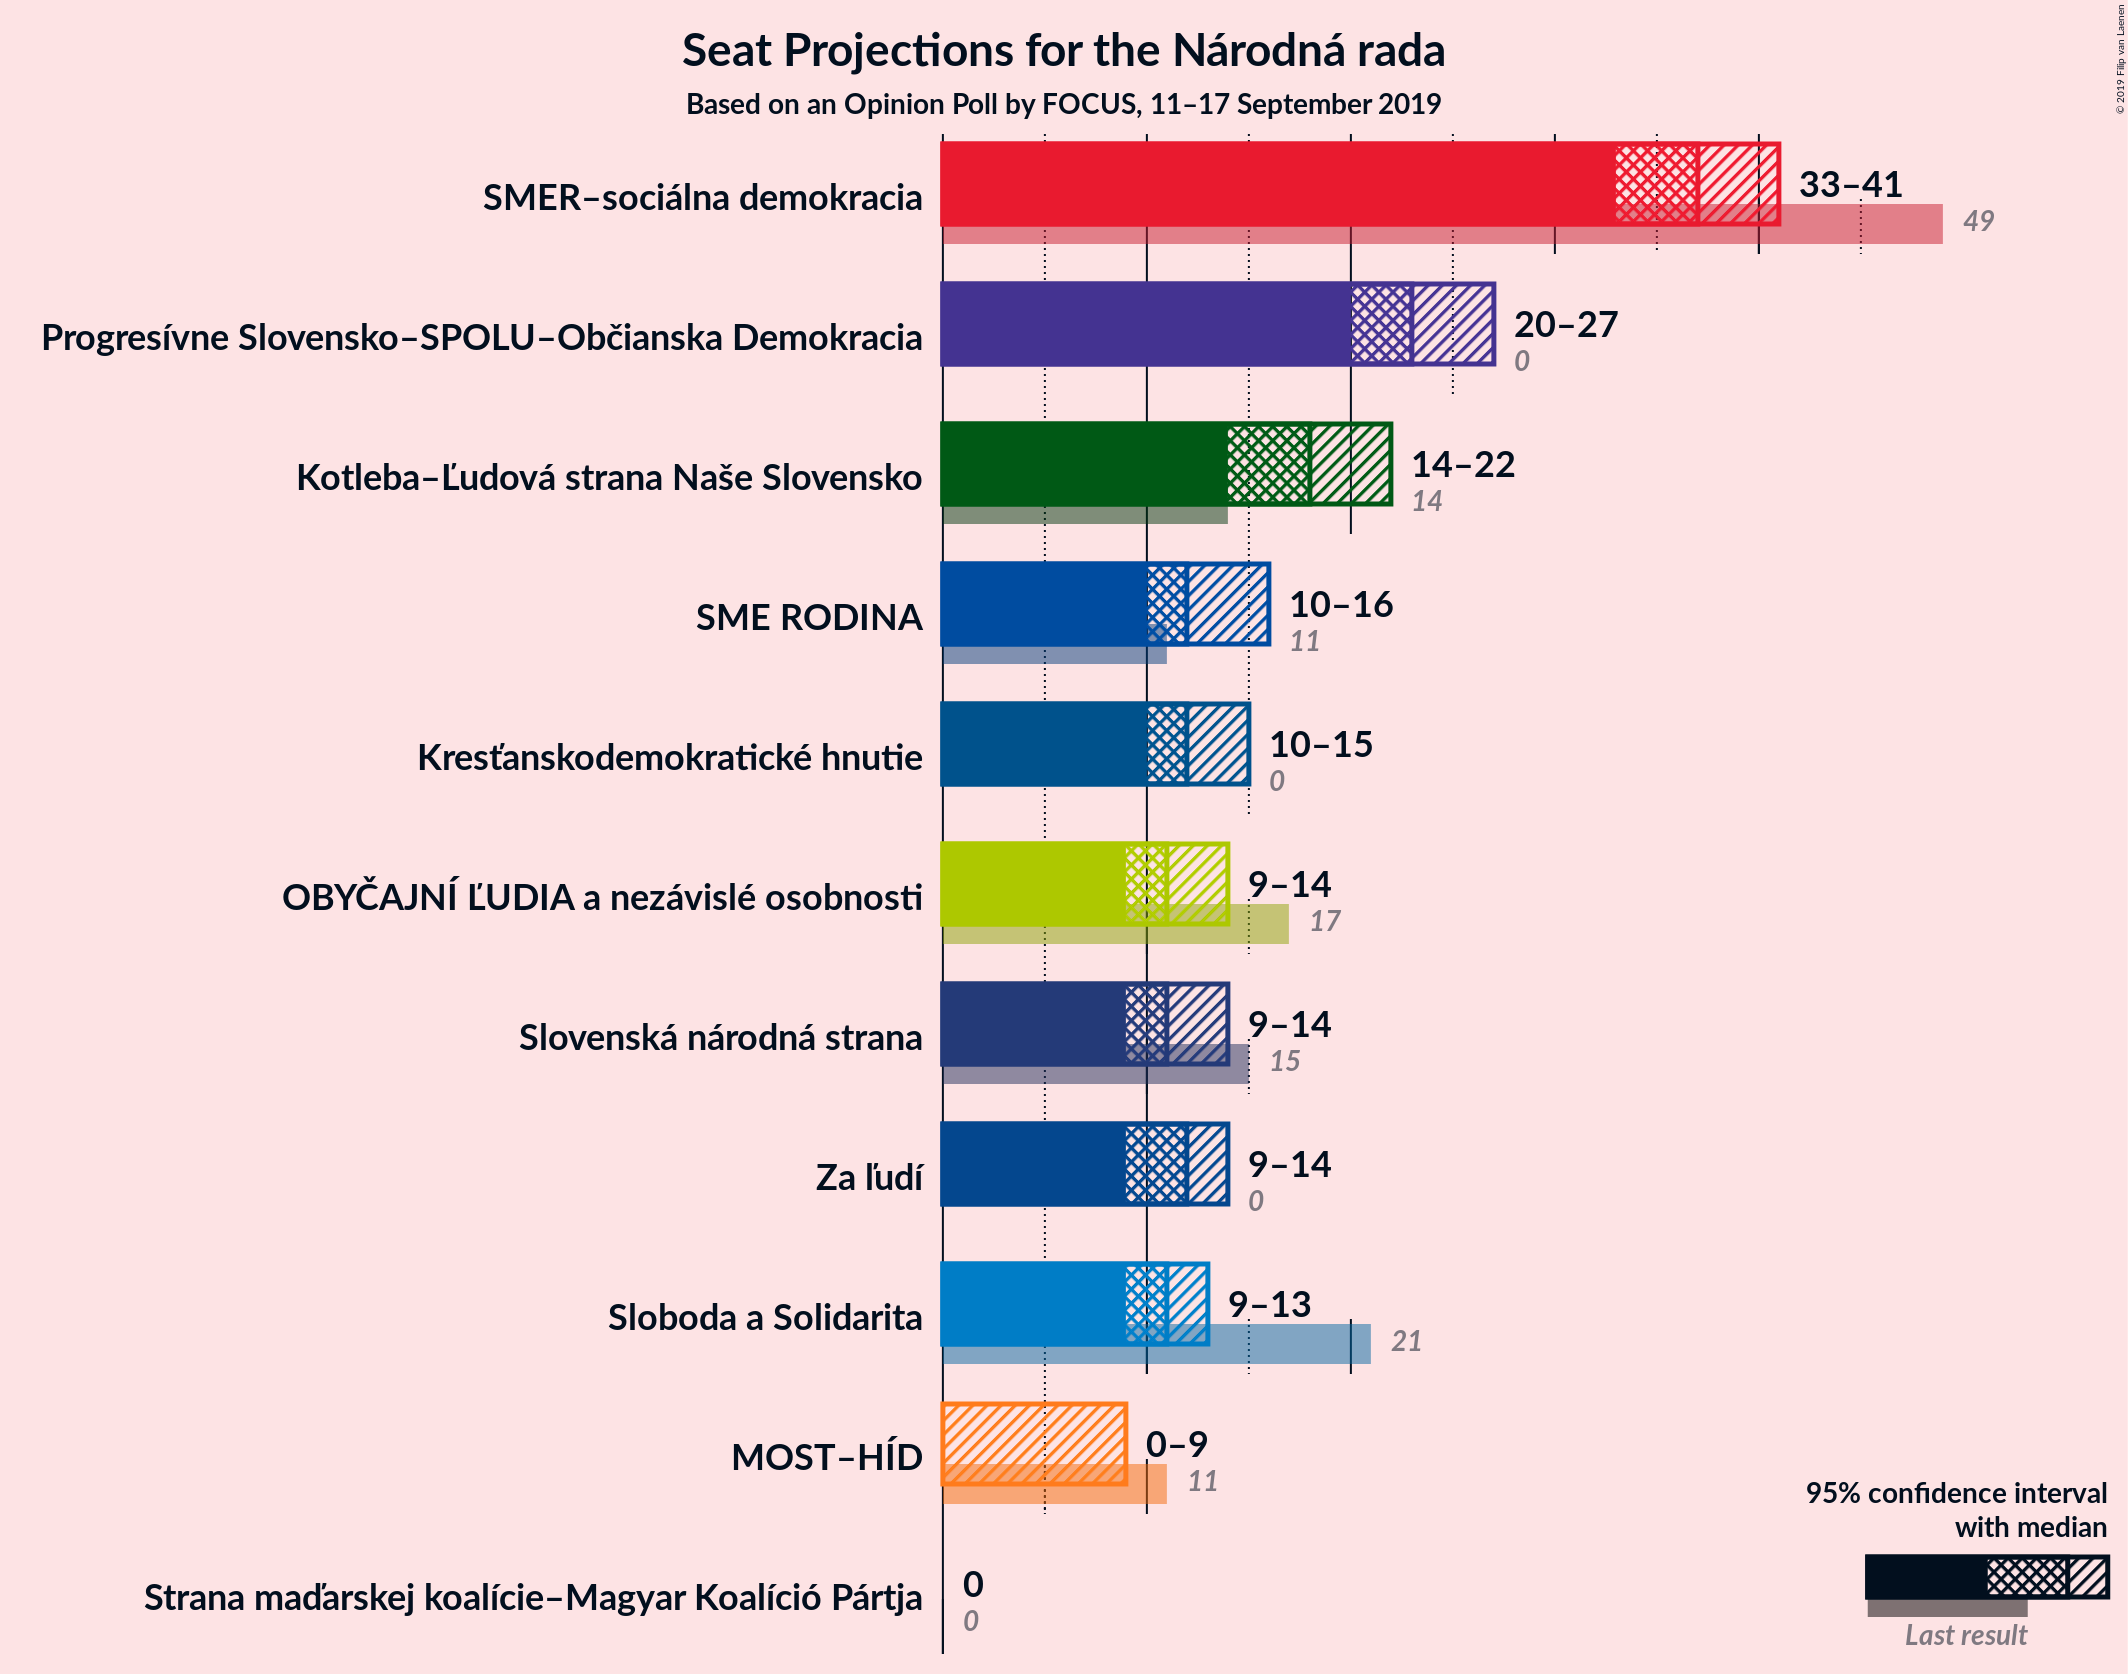 Seat Projections for the Národná rada
Based on an Opinion Poll by FOCUS, 11–17 September 2019
© 2019 Filip van Laenen
SMER–sociálna demokracia
33–41
49
Progresívne Slovensko–SPOLU–Občianska Demokracia
20–27
0
Kotleba–Ľudová strana Naše Slovensko
14–22
14
SME RODINA
10–16
11
Kresťanskodemokratické hnutie
10–15
0
OBYČAJNÍ ĽUDIA a nezávislé osobnosti
9–14
17
Slovenská národná strana
9–14
15
Za ľudí
9–14
0
Sloboda a Solidarita
9–13
21
MOST–HÍD
0–9
11
Strana maďarskej koalície–Magyar Koalíció Pártja
0
0
95% confidence interval
with median
Last result